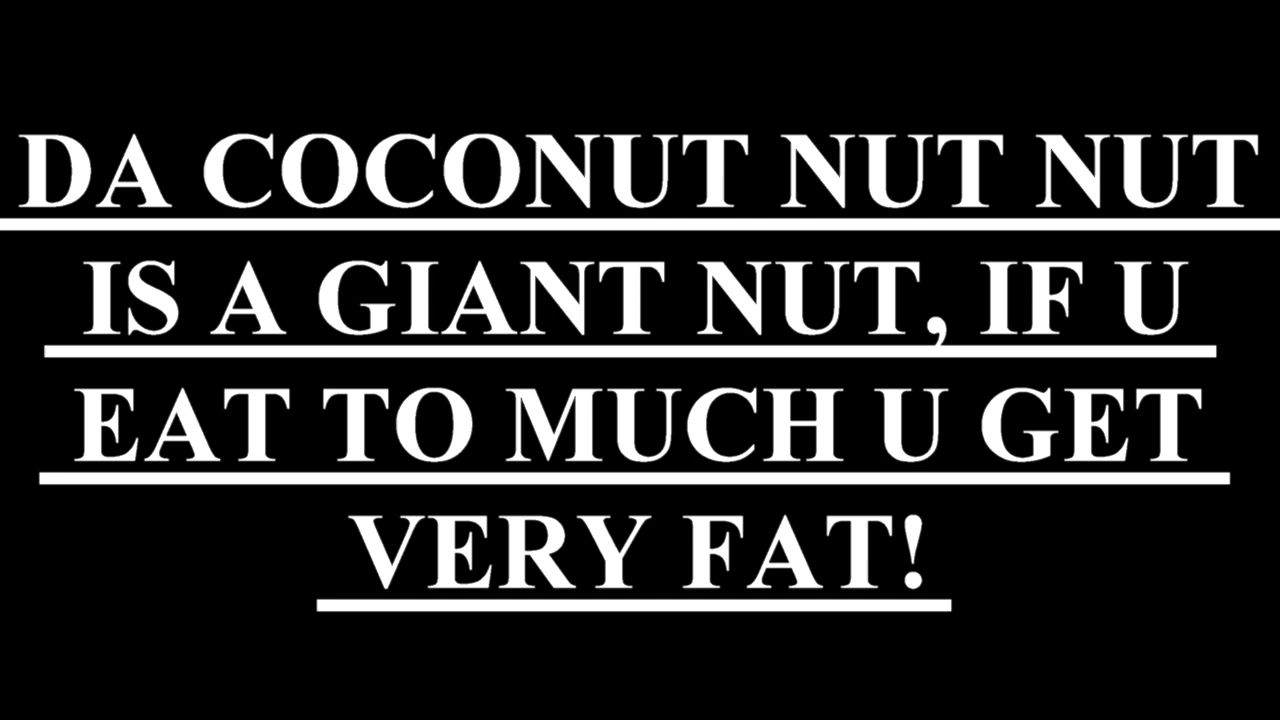 DA COCONUT NUT NUT
IS A GIANT NUT, IF U
EAT TO MUCH U GET
VERY FAT!